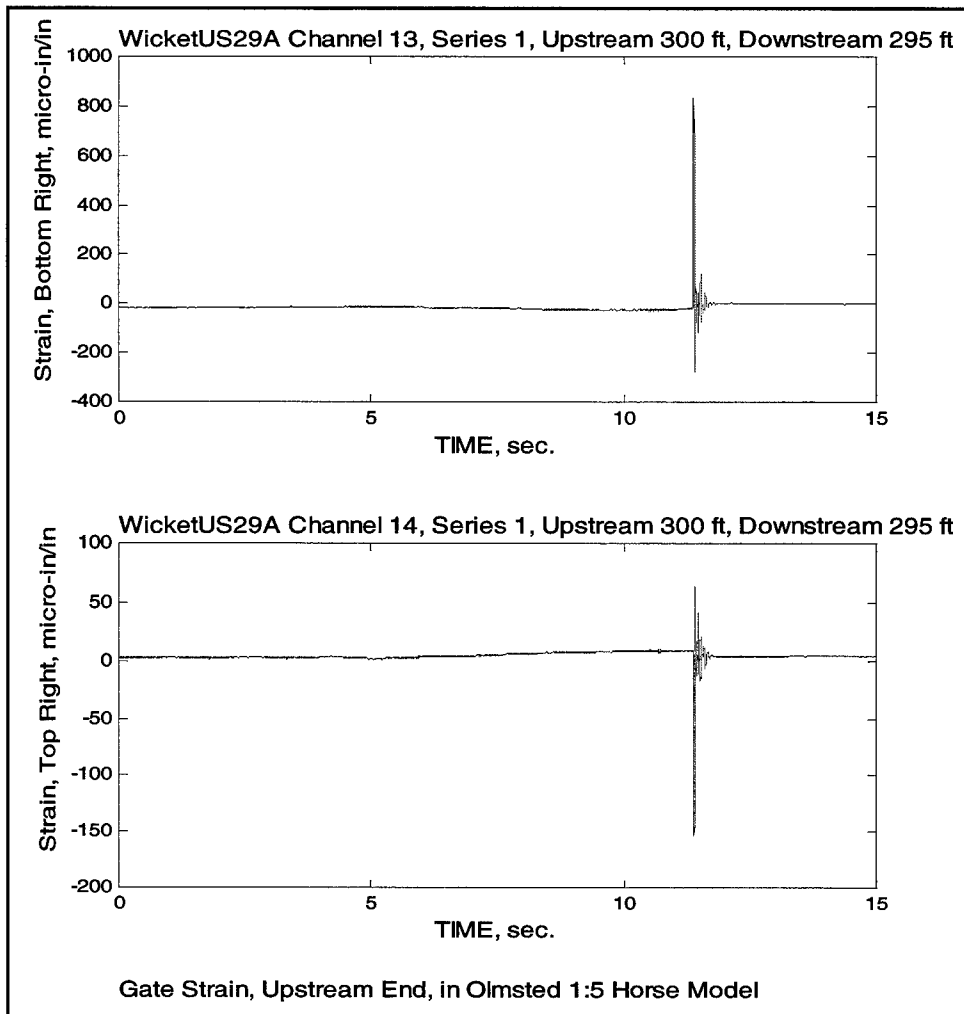 WicketUS29A Channel 13, Series 1, Upstream 300 ft, Downstream 295 ft
Strain, Bottom Right, micro-in/in
1000
800
600
400
200
0
-200
-400
0 5 10 15
TIME, sec.
WicketUS29A Channel 14, Series 1, Upstream 300 ft, Downstream 295 ft
Strain, Top Right, micro-in/in
100
50
0
-50
-100
-150
-200
0 5 10 15
TIME, sec.
Gate Strain, Upstream End, in Olmsted 1:5 Horse Model